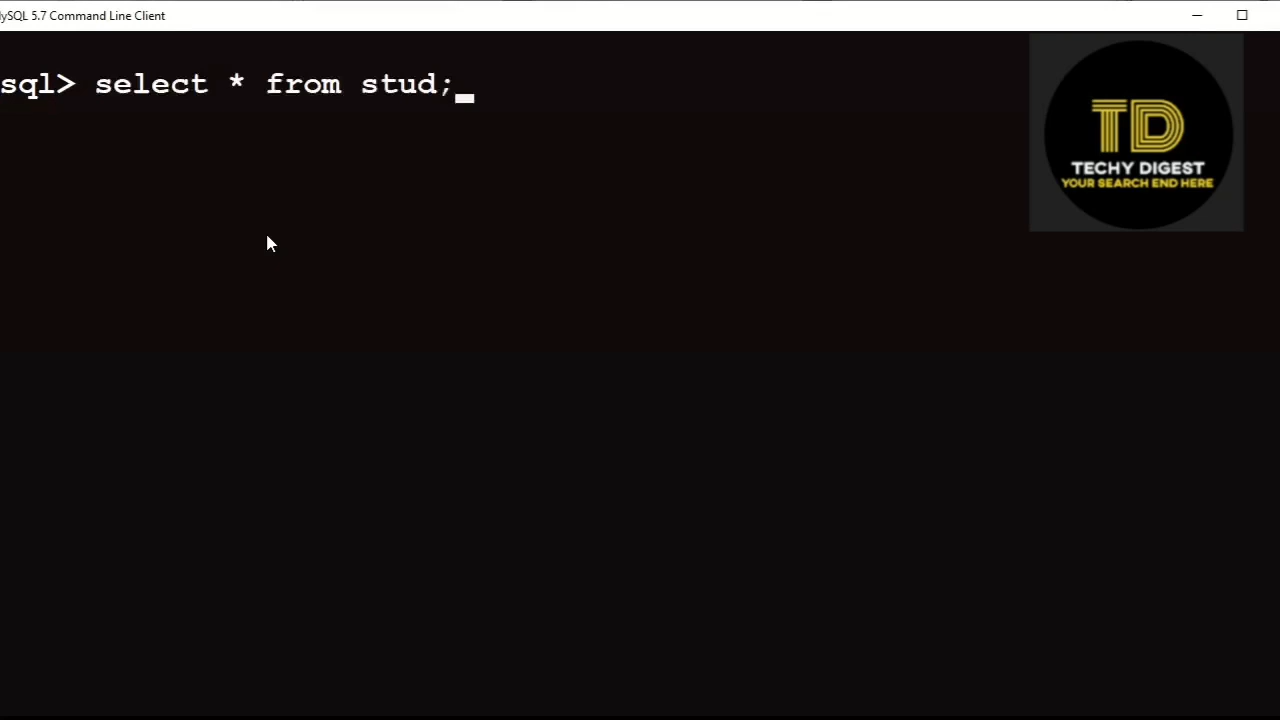 ySQL 5.7 Command Line Client
sql> select * from stud;
TD
TECHY DIGEST
YOUR SEARCH END HERE